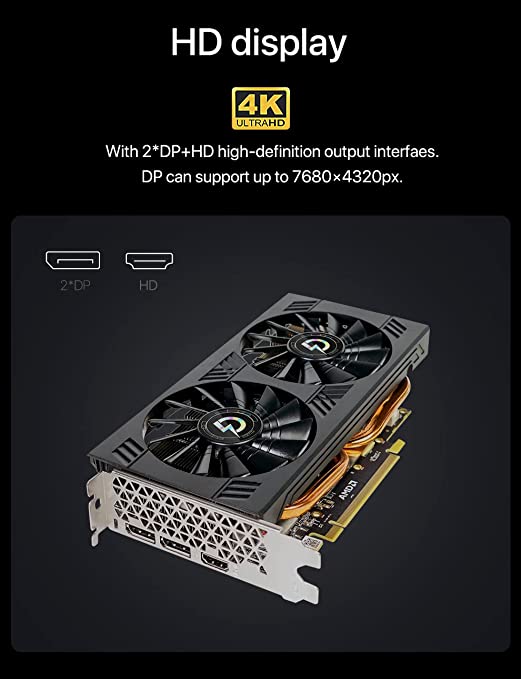 HD display
4K
ULTRAHD
With 2*DP+HD high-definition output interfaes.
DP can support up to 7680×4320px.
2*DP
HD
AMD